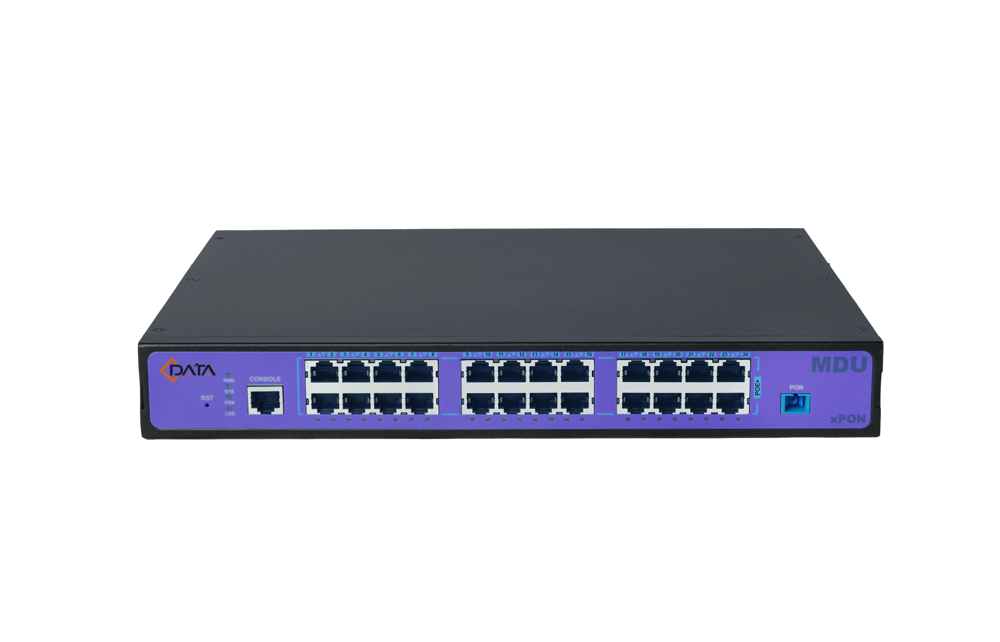 DATA
RST
PWR
SYS
PON
LOS
CONSOLE
1 2 3 4 5 6 7 8
9 10 11 12 13 14 15 16
17 18 19 20 21 22 23 24
POE+
MDU
PON
xPON